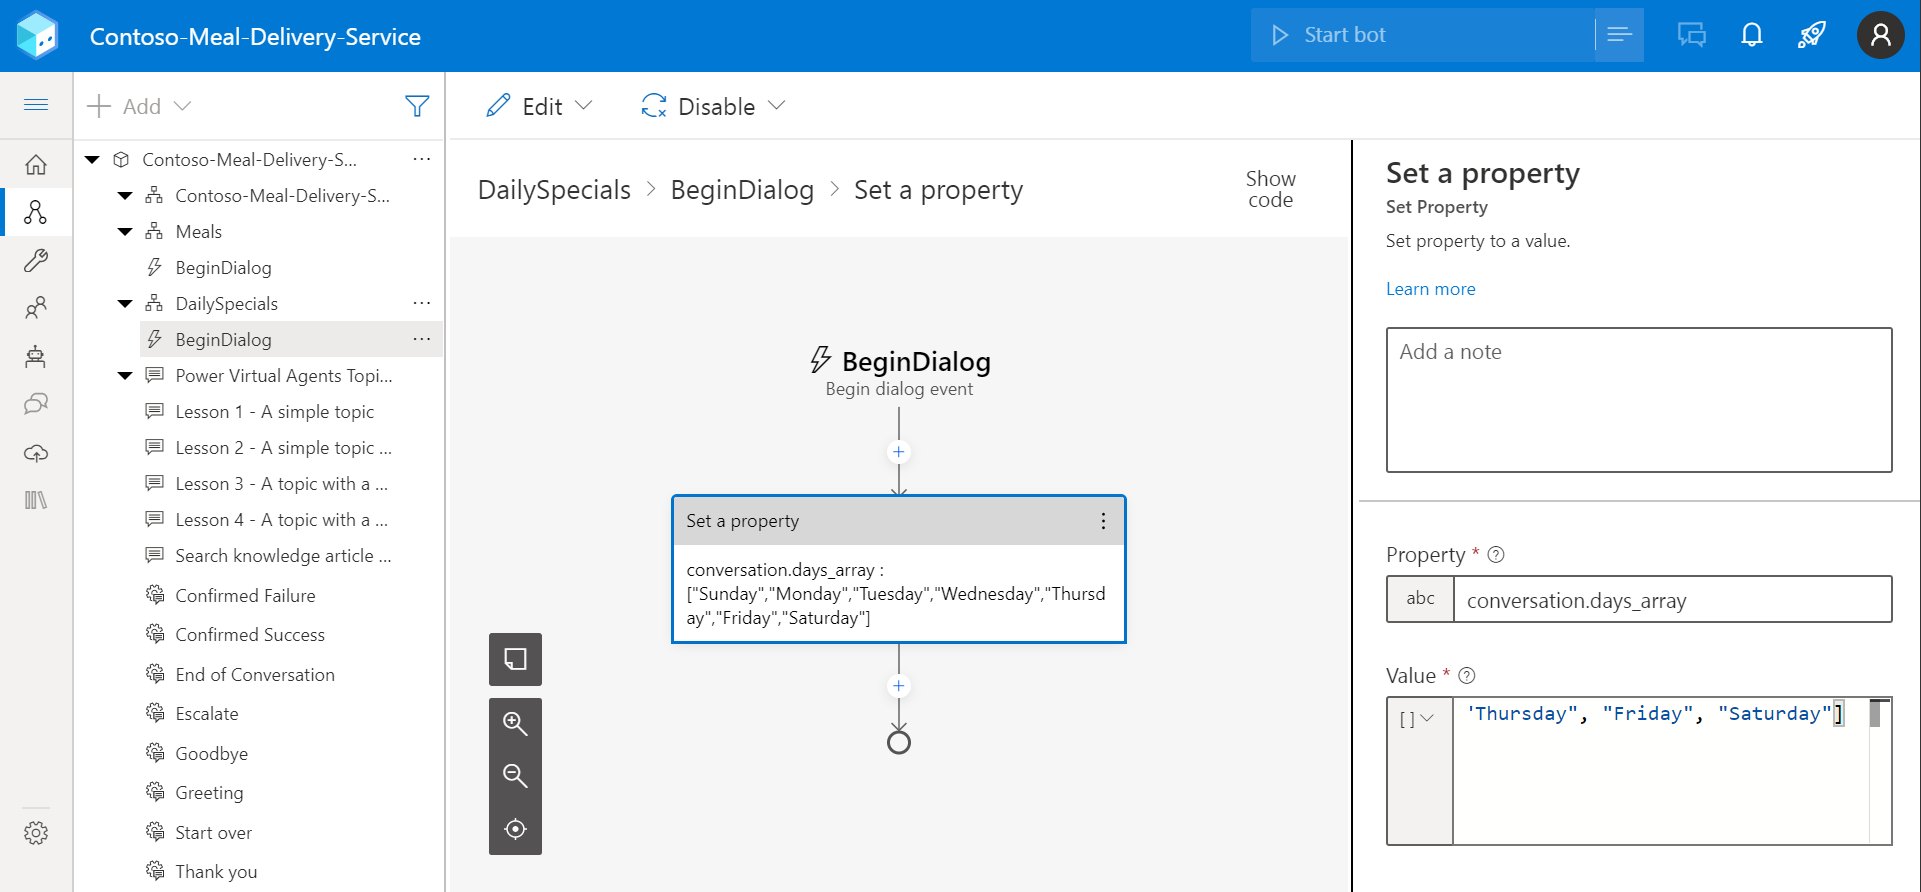 Contoso-Meal-Delivery-Service
Start bot
Add
Edit
Disable
Contoso-Meal-Delivery-S...
Contoso-Meal-Delivery-S...
Meals
BeginDialog
DailySpecials
BeginDialog
Power Virtual Agents Topi...
Lesson 1 - A simple topic
Lesson 2 - A simple topic ...
Lesson 3 - A topic with a ...
Lesson 4 - A topic with a ...
Search knowledge article ...
Confirmed Failure
Confirmed Success
End of Conversation
Escalate
Goodbye
Greeting
Start over
Thank you
DailySpecials > BeginDialog > Set a property
Show
code
BeginDialog
Begin dialog event
Set a property
conversation.days_array :
["Sunday","Monday","Tuesday","Wednesday","Thursd
ay","Friday","Saturday"]
Set a property
Set Property
Set property to a value.
Learn more
Add a note
Property *
abc
conversation.days_array
Value *
[ ]
'Thursday", "Friday", "Saturday"]